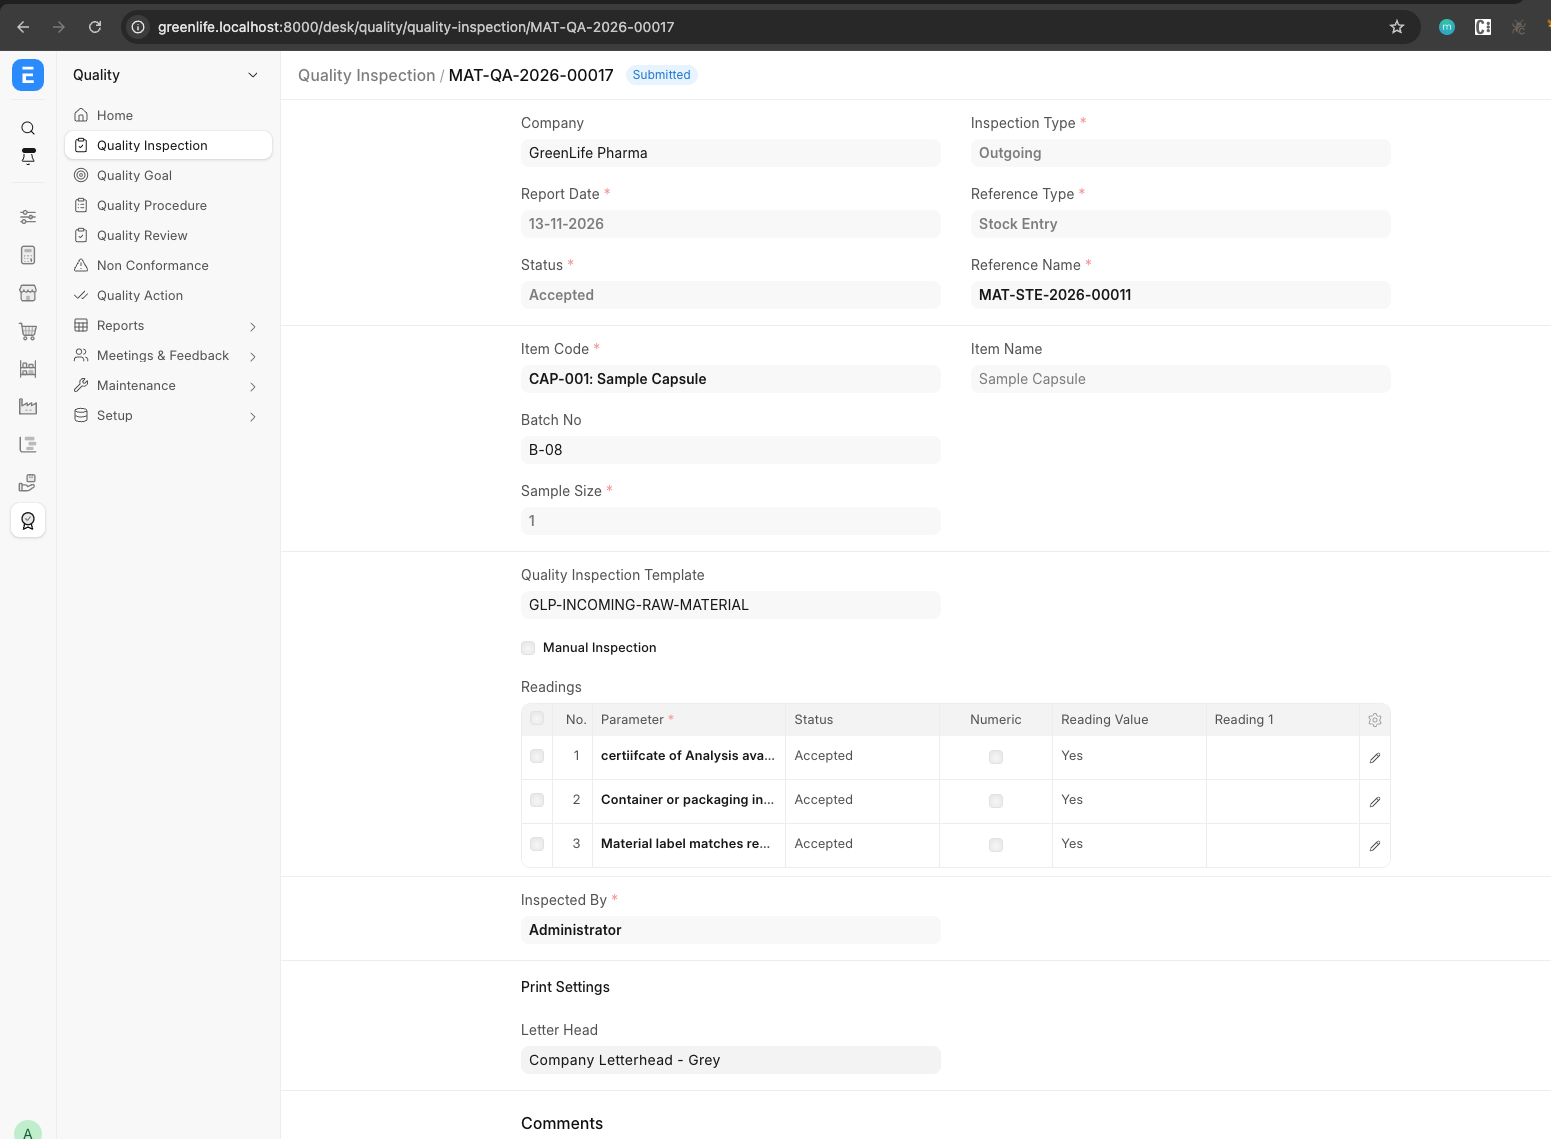 greenlife.localhost:8000/desk/quality/quality-inspection/MAT-QA-2026-00017
Quality
Home
Quality Inspection
Quality Goal
Quality Procedure
Quality Review
Non Conformance
Quality Action
Reports
Meetings & Feedback
Maintenance
Setup
A
Quality Inspection / MAT-QA-2026-00017 Submitted
Company
GreenLife Pharma
Inspection Type *
Outgoing
Report Date *
13-11-2026
Reference Type *
Stock Entry
Status *
Accepted
Reference Name *
MAT-STE-2026-00011
Item Code *
CAP-001: Sample Capsule
Item Name
Sample Capsule
Batch No
B-08
Sample Size *
1
Quality Inspection Template
GLP-INCOMING-RAW-MATERIAL
Manual Inspection
Readings
No. Parameter * Status Numeric Reading Value Reading 1
1 certiifcate of Analysis ava... Accepted Yes
2 Container or packaging in... Accepted Yes
3 Material label matches re... Accepted Yes
Inspected By *
Administrator
Print Settings
Letter Head
Company Letterhead - Grey
Comments